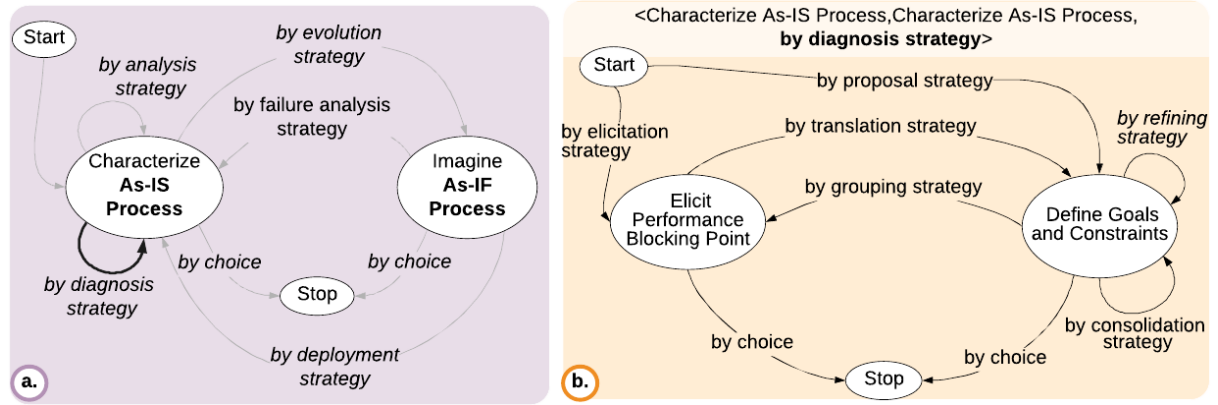 Start
by analysis
strategy
by evolution
strategy
by failure analysis
strategy
Characterize
As-IS
Process
Imagine
As-IF
Process
by diagnosis
strategy
by choice
by choice
Stop
by deployment
strategy
a.
<Characterize As-IS Process,Characterize As-IS Process,
by diagnosis strategy>
Start
by proposal strategy
by elicitation
strategy
by translation strategy
by refining
strategy
by grouping strategy
Elicit
Performance
Blocking Point
Define Goals
and Constraints
by consolidation
strategy
by choice
by choice
Stop
b.